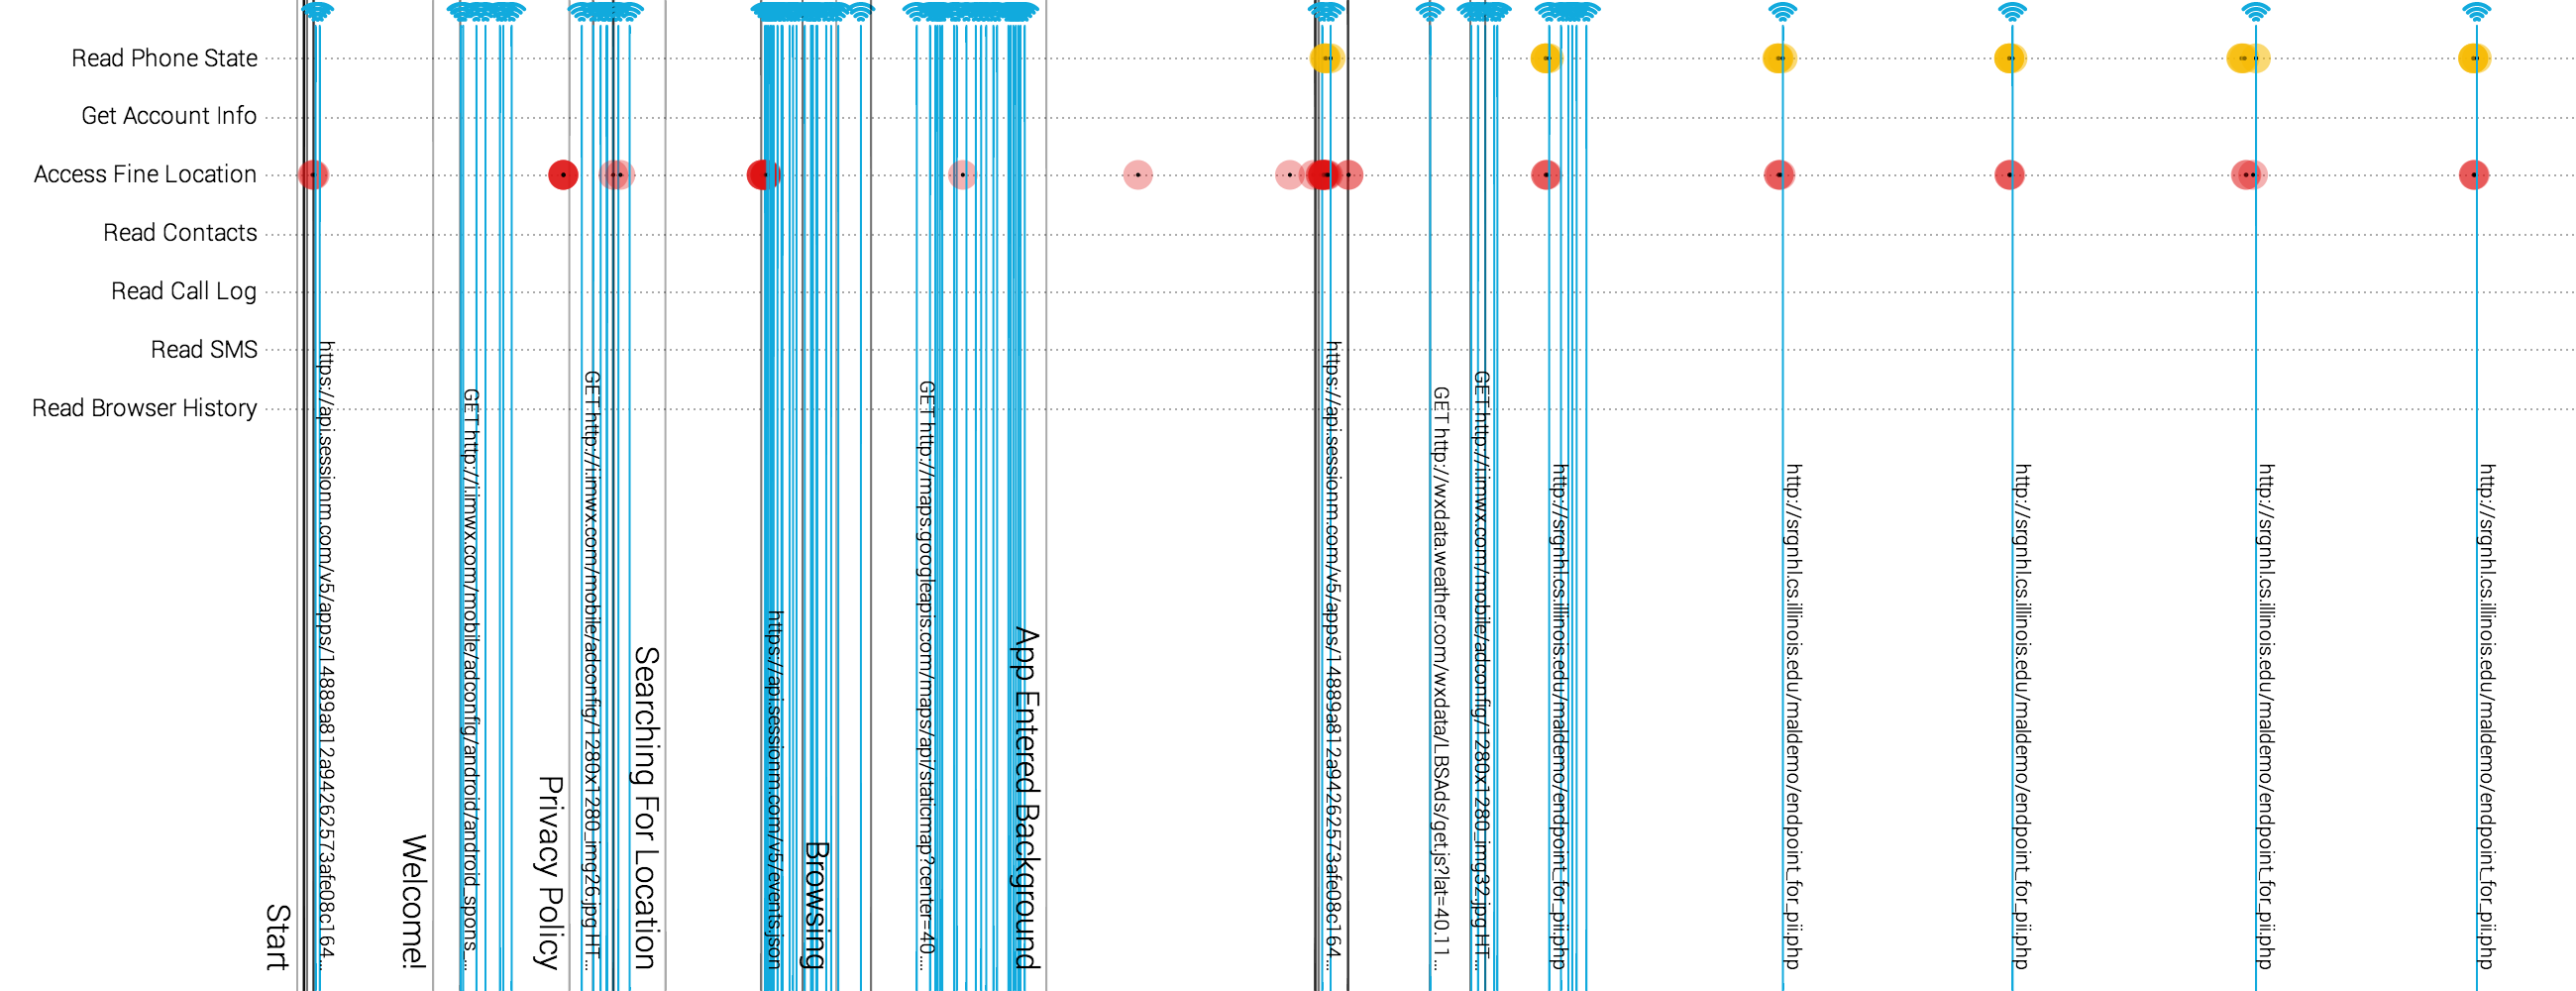 Read Phone State
Get Account Info
Access Fine Location
Read Contacts
Read Call Log
Read SMS
Read Browser History
Start
https://api.sessionm.com/v5/apps/14889a812a94262573afe08c164...
Welcome!
GET http://i.imwx.com/mobile/adconfig/android/android_spons...
Privacy Policy
GET http://i.imwx.com/mobile/adconfig/1280x1280_img26.jpg HT...
Searching For Location
https://api.sessionm.com/v5/events.json
Browsing
GET http://maps.googleapis.com/maps/api/staticmap?center=40....
App Entered Background
https://api.sessionm.com/v5/apps/14889a812a94262573afe08c164...
GET http://wxdata.weather.com/wxdata/LBSAds/get.js?lat=40.11...
GET http://i.imwx.com/mobile/adconfig/1280x1280_img32.jpg HT...
http://srgnhl.cs.illinois.edu/maldemo/endpoint_for_pii.php
http://srgnhl.cs.illinois.edu/maldemo/endpoint_for_pii.php
http://srgnhl.cs.illinois.edu/maldemo/endpoint_for_pii.php
http://srgnhl.cs.illinois.edu/maldemo/endpoint_for_pii.php
http://srgnhl.cs.illinois.edu/maldemo/endpoint_for_pii.php